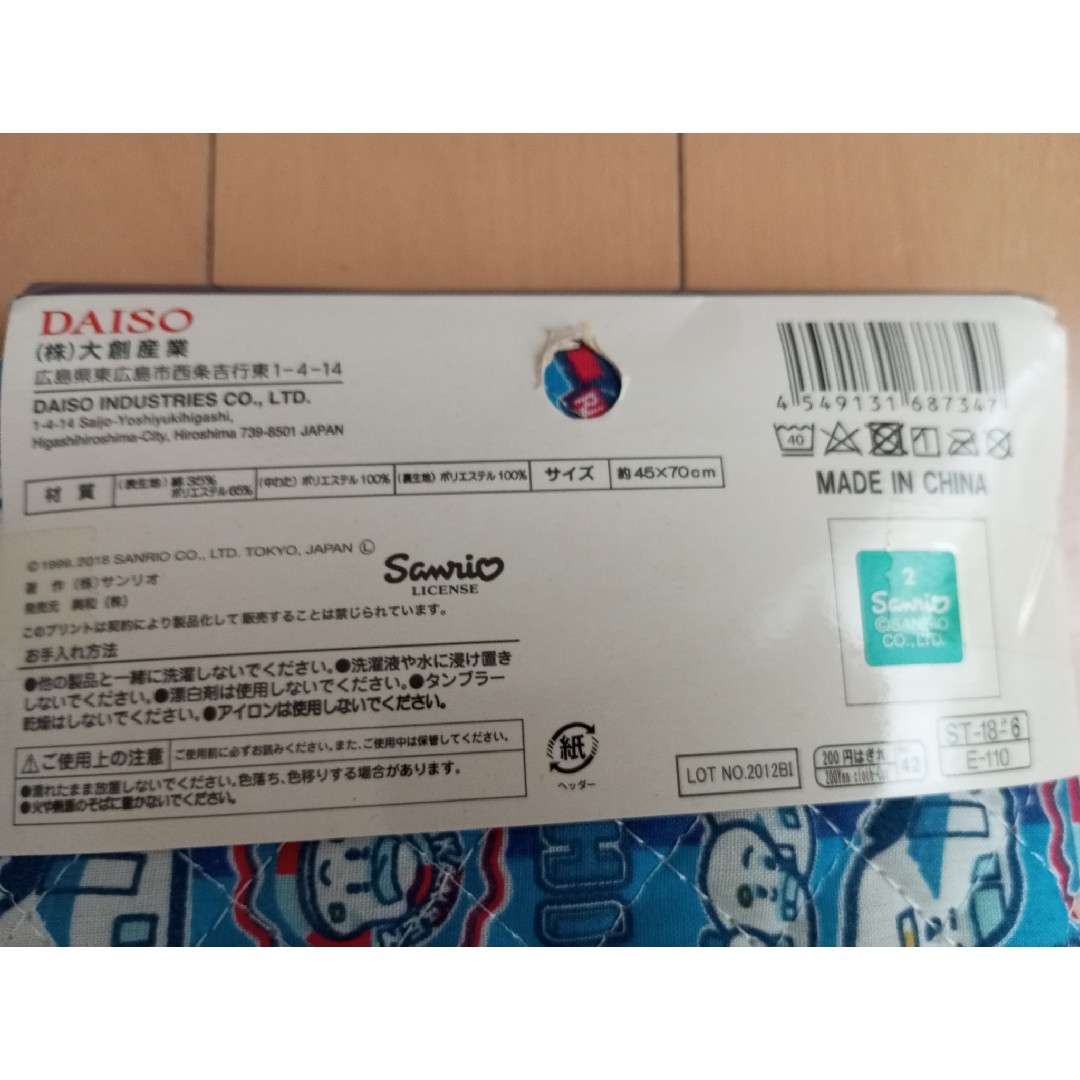 DAISO
(株)大創産業
広島県東広島市西条吉行東1-4-14
DAISO INDUSTRIES CO., LTD.
1-4-14 Saijo-Yoshiyukihigashi,
Higashihiroshima-City, Hiroshima 739-8501 JAPAN
材質 (表生地) 綿35% ポリエステル65% (中わた) ポリエステル100% (裏生地) ポリエステル100% サイズ 約45×70cm
©1999, 2018 SANRIO CO., LTD. TOKYO, JAPAN Ⓛ
著作 (株)サンリオ
発売元 興和(株)
このプリントは契約により製品化して販売することは禁じられています。
Sanrio
LICENSE
お手入れ方法
●他の製品と一緒に洗濯しないでください。●洗濯液や水に浸け置き
しないでください。●漂白剤は使用しないでください。●タンブラー
乾燥はしないでください。●アイロンは使用しないでください。
⚠ご使用上の注意 ご使用前に必ずお読みください。また、ご使用中は保管してください。
●濡れたまま放置しないでください。色落ち、色移りする場合があります。
●火や熱源のそばに置かないでください。
紙
ヘッダー
4 549131 687347
40
MADE IN CHINA
2
Sanrio
©SANRIO
CO., LTD.
LOT NO.2012BI
200円はぎれ
200Yen cloth
42
ST-18-6
E-110